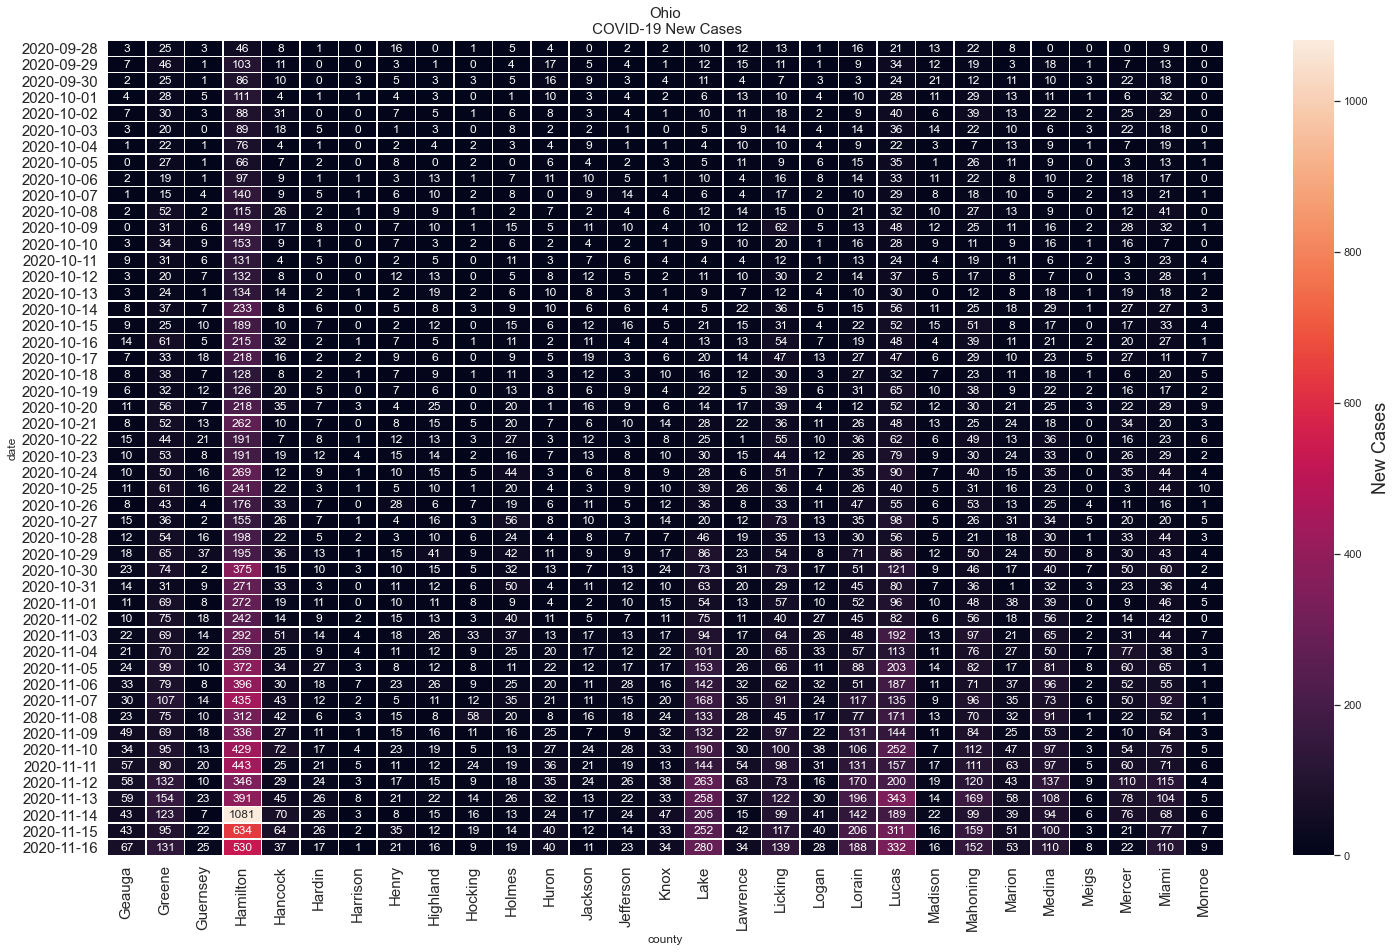 Ohio
COVID-19 New Cases
2020-09-28 3 25 3 46 8 1 0 16 0 1 5 4 0 2 2 10 12 13 1 16 21 13 22 8 0 0 0 9 0
2020-09-29 7 46 1 103 11 0 0 3 1 0 4 17 5 4 1 12 15 11 1 9 34 12 19 3 18 1 7 13 0
2020-09-30 2 25 1 86 10 0 3 5 3 3 5 16 9 3 4 11 4 7 3 3 24 21 12 11 10 3 22 18 0
2020-10-01 4 28 5 111 4 1 1 4 3 0 1 10 3 4 2 6 13 10 4 10 28 11 29 13 11 1 6 32 0
2020-10-02 7 30 3 88 31 0 0 7 5 1 6 8 3 4 1 10 11 18 2 9 40 6 39 13 22 2 25 29 0
2020-10-03 3 20 0 89 18 5 0 1 3 0 8 2 2 1 0 5 9 14 4 14 36 14 22 10 6 3 22 18 0
2020-10-04 1 22 1 76 4 1 0 2 4 2 3 4 9 1 1 4 10 10 4 9 22 3 7 13 9 1 7 19 1
2020-10-05 0 27 1 66 7 2 0 8 0 2 0 6 4 2 3 5 11 9 6 15 35 1 26 11 9 0 3 13 1
2020-10-06 2 19 1 97 9 1 1 3 13 1 7 11 10 5 1 10 4 16 8 14 33 11 22 8 10 2 18 17 0
2020-10-07 1 15 4 140 9 5 1 6 10 2 8 0 9 14 4 6 4 17 2 10 29 8 18 10 5 2 13 21 1
2020-10-08 2 52 2 115 26 2 1 9 9 1 2 7 2 4 6 12 14 15 0 21 32 10 27 13 9 0 12 41 0
2020-10-09 0 31 6 149 17 8 0 7 10 1 15 5 11 10 4 10 12 62 5 13 48 12 25 11 16 2 28 32 1
2020-10-10 3 34 9 153 9 1 0 7 3 2 6 2 4 2 1 9 10 20 1 16 28 9 11 9 16 1 16 7 0
2020-10-11 9 31 6 131 4 5 0 2 5 0 11 3 7 6 4 4 4 12 1 13 24 4 19 11 6 2 3 23 4
2020-10-12 3 20 7 132 8 0 0 12 13 0 5 8 12 5 2 11 10 30 2 14 37 5 17 8 7 0 3 28 1
2020-10-13 3 24 1 134 14 2 1 2 19 2 6 10 8 3 1 9 7 12 4 10 30 0 12 8 18 1 19 18 2
2020-10-14 8 37 7 233 8 6 0 5 8 3 9 10 6 6 4 5 22 36 5 15 56 11 25 18 29 1 27 27 3
2020-10-15 9 25 10 189 10 7 0 2 12 0 15 6 12 16 5 21 15 31 4 22 52 15 51 8 17 0 17 33 4
2020-10-16 14 61 5 215 32 2 1 7 5 1 11 2 11 4 4 13 13 54 7 19 48 4 39 11 21 2 20 27 1
2020-10-17 7 33 18 218 16 2 2 9 6 0 9 5 19 3 6 20 14 47 13 27 47 6 29 10 23 5 27 11 7
2020-10-18 8 38 7 128 8 2 1 7 9 1 11 3 12 3 10 16 12 30 3 27 32 7 23 11 18 1 6 20 5
2020-10-19 6 32 12 126 20 5 0 7 6 0 13 8 6 9 4 22 5 39 6 31 65 10 38 9 22 2 16 17 2
2020-10-20 11 56 7 218 35 7 3 4 25 0 20 1 16 9 6 14 17 39 4 12 52 12 30 21 25 3 22 29 9
2020-10-21 8 52 13 262 10 7 0 8 15 5 20 7 6 10 14 28 22 36 11 26 48 13 25 24 18 0 34 20 3
2020-10-22 15 44 21 191 7 8 1 12 13 3 27 3 12 3 8 25 1 55 10 36 62 6 49 13 36 0 16 23 6
2020-10-23 10 53 8 191 19 12 4 15 14 2 16 7 13 8 10 30 15 44 12 26 79 9 30 24 33 0 26 29 2
2020-10-24 10 50 16 269 12 9 1 10 15 5 44 3 6 8 9 28 6 51 7 35 90 7 40 15 35 0 35 44 4
2020-10-25 11 61 16 241 22 3 1 5 10 1 20 4 3 9 10 39 26 36 4 26 40 5 31 16 23 0 3 44 10
2020-10-26 8 43 4 176 33 7 0 28 6 7 19 6 11 5 12 36 8 33 11 47 55 6 53 13 25 4 11 16 1
2020-10-27 15 36 2 155 26 7 1 4 16 3 56 8 10 3 14 20 12 73 13 35 98 5 26 31 34 5 20 20 5
2020-10-28 12 54 16 198 22 5 2 3 10 6 24 4 8 7 7 46 19 35 13 30 56 5 21 18 30 1 33 44 3
2020-10-29 18 65 37 195 36 13 1 15 41 9 42 11 9 9 17 86 23 54 8 71 86 12 50 24 50 8 30 43 4
2020-10-30 23 74 2 375 15 10 3 10 15 5 32 13 7 13 24 73 31 73 17 51 121 9 46 17 40 7 50 60 2
2020-10-31 14 31 9 271 33 3 0 11 12 6 50 4 11 12 10 63 20 29 12 45 80 7 36 1 32 3 23 36 4
2020-11-01 11 69 8 272 19 11 0 10 11 8 9 4 2 10 15 54 13 57 10 52 96 10 48 38 39 0 9 46 5
2020-11-02 10 75 18 242 14 9 2 15 13 3 40 11 5 7 11 75 11 40 27 45 82 6 56 18 56 2 14 42 0
2020-11-03 22 69 14 292 51 14 4 18 26 33 37 13 17 13 17 94 17 64 26 48 192 13 97 21 65 2 31 44 7
2020-11-04 21 70 22 259 25 9 4 11 12 9 25 20 17 12 22 101 20 65 33 57 113 11 76 27 50 7 77 38 3
2020-11-05 24 99 10 372 34 27 3 8 12 8 11 22 12 17 17 153 26 66 11 88 203 14 82 17 81 8 60 65 1
2020-11-06 33 79 8 396 30 18 7 23 26 9 25 20 11 28 16 142 32 62 32 51 187 11 71 37 96 2 52 55 1
2020-11-07 30 107 14 435 43 12 2 5 11 12 35 21 11 15 20 168 35 91 24 117 135 9 96 35 73 6 50 92 1
2020-11-08 23 75 10 312 42 6 3 15 8 58 20 8 16 18 24 133 28 45 17 77 171 13 70 32 91 1 22 52 1
2020-11-09 49 69 18 336 27 11 1 15 16 11 16 25 7 9 32 132 22 97 22 131 144 11 84 25 53 2 10 64 3
2020-11-10 34 95 13 429 72 17 4 23 19 5 13 27 24 28 33 190 30 100 38 106 252 7 112 47 97 3 54 75 5
2020-11-11 57 80 20 443 25 21 5 11 12 24 19 36 21 19 13 144 54 98 31 131 157 17 111 63 97 5 60 71 6
2020-11-12 58 132 10 346 29 24 3 17 15 9 18 35 24 26 38 263 63 73 16 170 200 19 120 43 137 9 110 115 4
2020-11-13 59 154 23 391 45 26 8 21 22 14 26 32 13 22 33 258 37 122 30 196 343 14 169 58 108 6 78 104 5
2020-11-14 43 123 7 1081 70 26 3 8 15 16 13 24 17 24 47 205 15 99 41 142 189 22 99 39 94 6 76 68 6
2020-11-15 43 95 22 634 64 26 2 35 12 19 14 40 12 14 33 252 42 117 40 206 311 16 159 51 100 3 21 77 7
2020-11-16 67 131 25 530 37 17 1 21 16 9 19 40 11 23 34 280 34 139 28 188 332 16 152 53 110 8 22 110 9
date
Geauga Greene Guernsey Hamilton Hancock Hardin Harrison Henry Highland Hocking Holmes Huron Jackson Jefferson Knox Lake Lawrence Licking Logan Lorain Lucas Madison Mahoning Marion Medina Meigs Mercer Miami Monroe
county
1000
800
600
400
200
0
New Cases